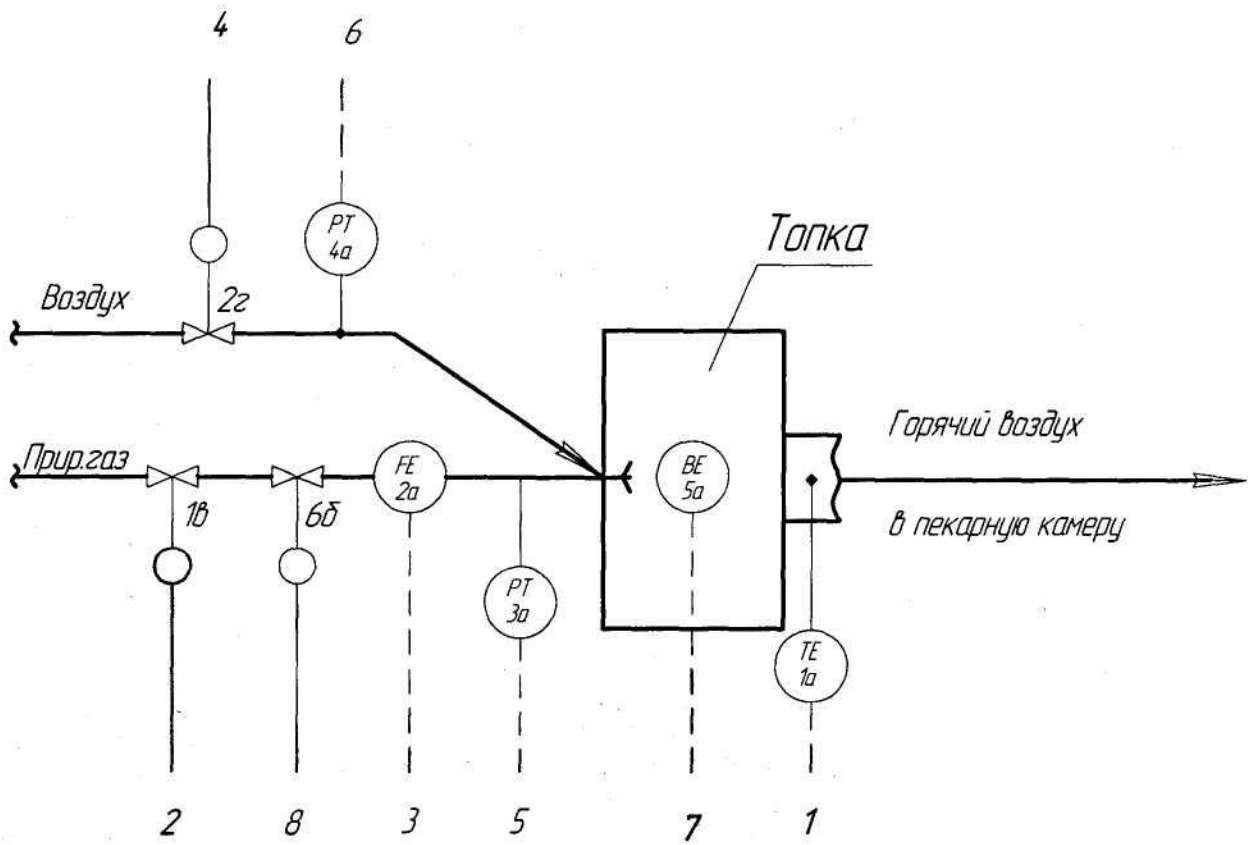 4
6
PT
4а
Топка
Воздух
2г
Горячий воздух
Прир.газ
FE
2а
BE
5а
1в
6б
в пекарную камеру
PT
3а
TE
1а
2
8
3
5
7
1